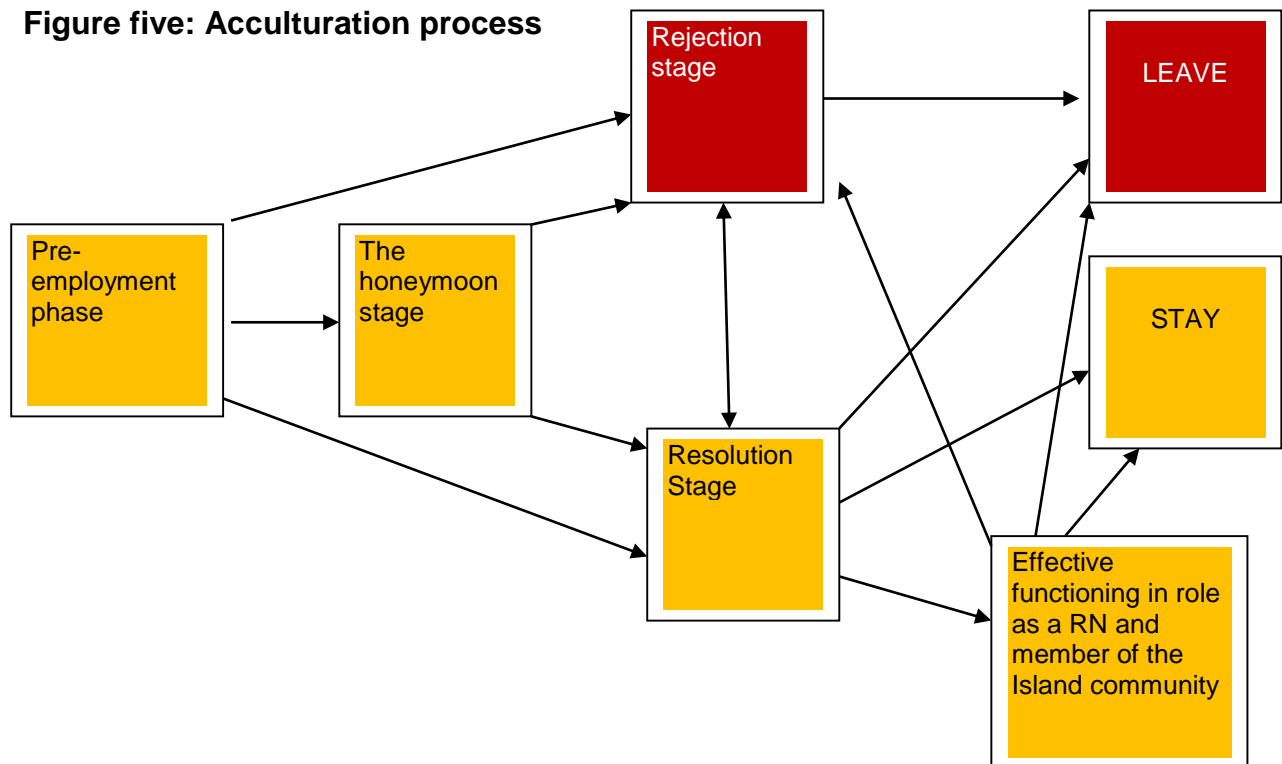 Figure five: Acculturation process
Rejection
stage
LEAVE
Pre-
employment
phase
The
honeymoon
stage
STAY
Resolution
Stage
Effective
functioning in role
as a RN and
member of the
Island community